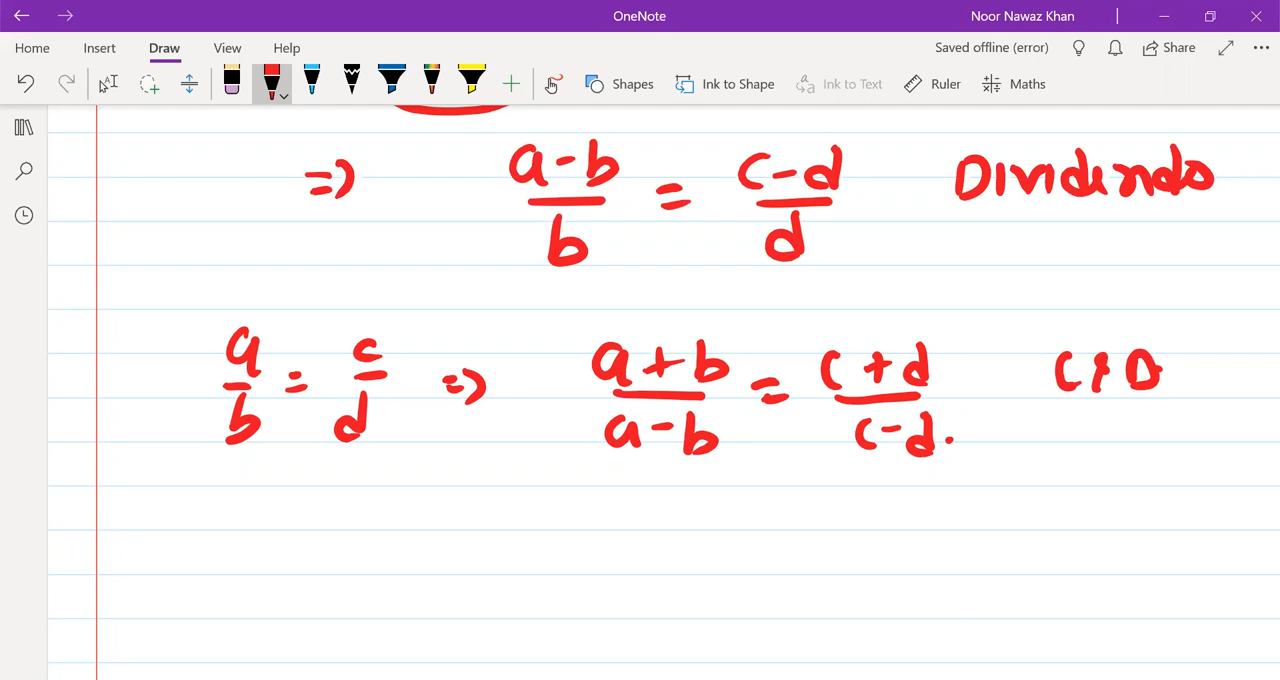 OneNote
Noor Nawaz Khan
Home Insert Draw View Help
Saved offline (error) Share
Shapes Ink to Shape Ink to Text Ruler Maths
=> a-b/b = c-d/d Dividendo
a/b = c/d => a+b/a-b = c+d/c-d. C & D